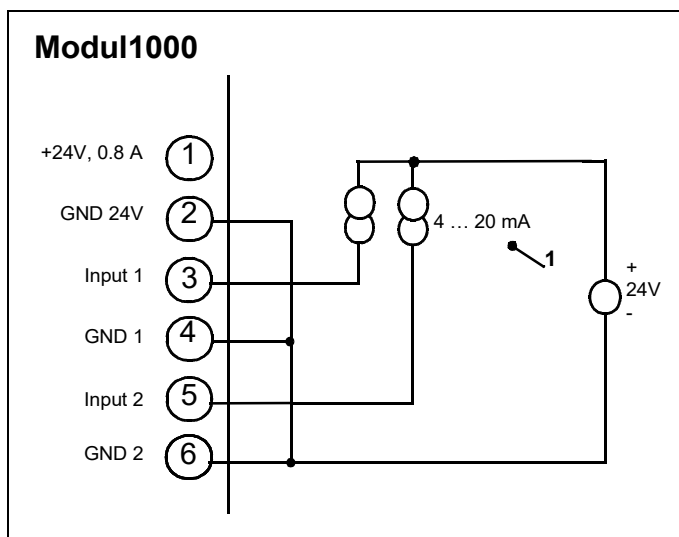 Modul1000
+24V, 0.8 A
1
GND 24V
2
4 … 20 mA
Input 1
3
1
+
24V
-
GND 1
4
Input 2
5
GND 2
6